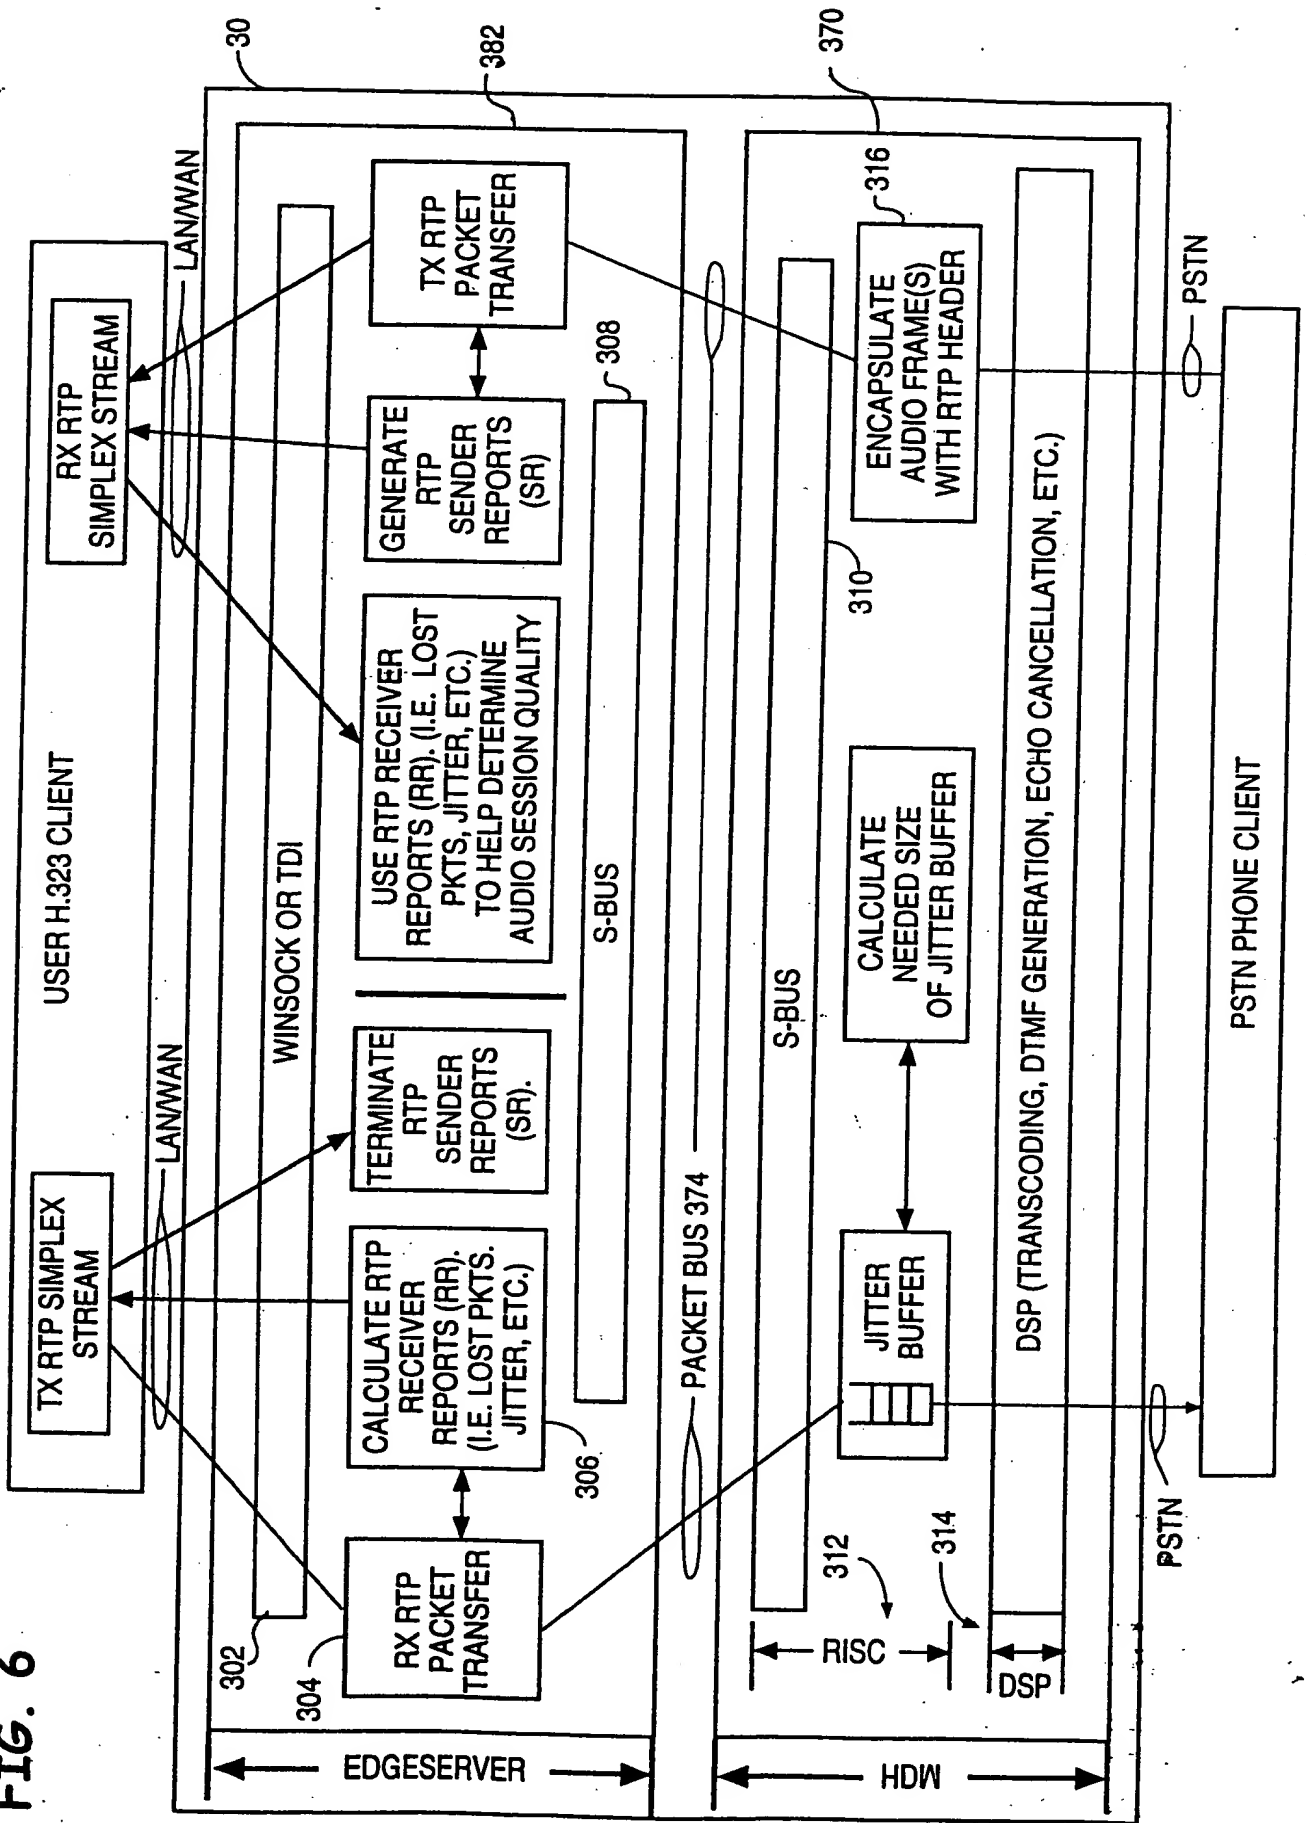 FIG. 6
USER H.323 CLIENT
TX RTP SIMPLEX
STREAM
RX RTP
SIMPLEX STREAM
LAN/WAN
LAN/WAN
30
382
302
WINSOCK OR TDI
304
RX RTP
PACKET
TRANSFER
CALCULATE RTP
RECEIVER
REPORTS (RR).
(I.E. LOST PKTS.
JITTER, ETC.)
306
TERMINATE
RTP
SENDER
REPORTS
(SR).
USE RTP RECEIVER
REPORTS (RR). (I.E. LOST
PKTS, JITTER, ETC.)
TO HELP DETERMINE
AUDIO SESSION QUALITY
GENERATE
RTP
SENDER
REPORTS
(SR)
TX RTP
PACKET
TRANSFER
S-BUS
308
EDGESERVER
PACKET BUS 374
370
S-BUS
310
312
RISC
JITTER
BUFFER
CALCULATE
NEEDED SIZE
OF JITTER BUFFER
ENCAPSULATE
AUDIO FRAME(S)
WITH RTP HEADER
316
314
DSP
DSP (TRANSCODING, DTMF GENERATION, ECHO CANCELLATION, ETC.)
HDM
PSTN
PSTN
PSTN PHONE CLIENT